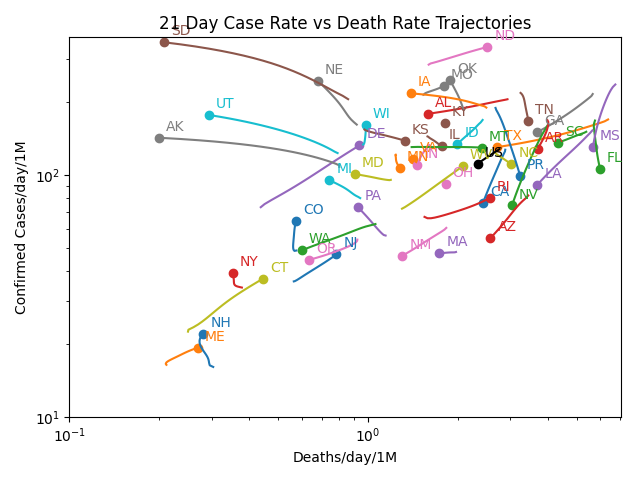 21 Day Case Rate vs Death Rate Trajectories
SD
ND
NE
OK
MO
IA
UT
AL
TN
WI
KY
GA
AK
DE
KS
IL
ID
MT
TX
AR
SC
MS
US
MN
IN
NC
MI
MD
OH
PR
LA
FL
PA
RI
CA
NV
CO
AZ
WA
OR
NJ
NM
MA
NY
CT
NH
ME
10²
10¹
10⁻¹
10⁰
Confirmed Cases/day/1M
Deaths/day/1M